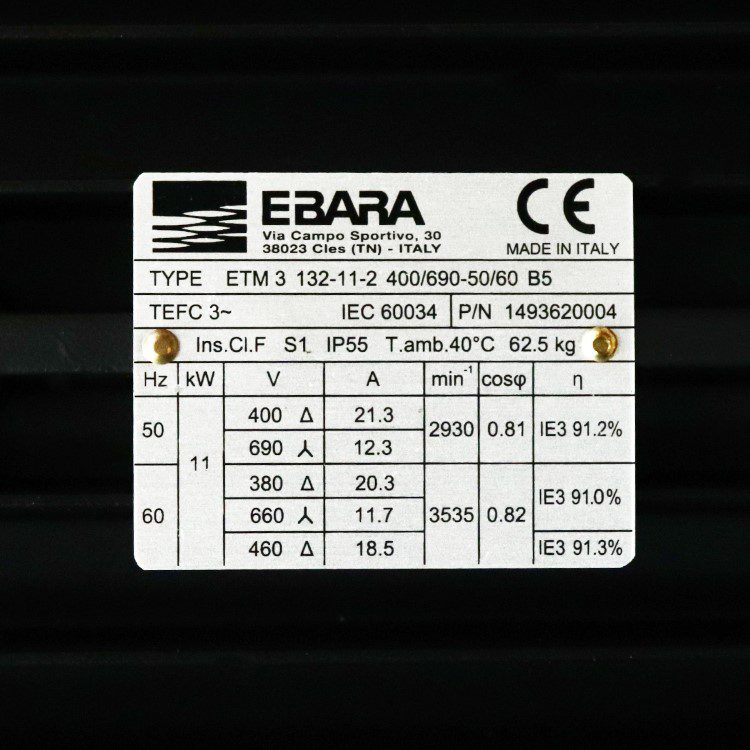 EBARA
Via Campo Sportivo, 30
38023 Cles (TN) - ITALY
CE
MADE IN ITALY
TYPE ETM 3 132-11-2 400/690-50/60 B5
TEFC 3~ IEC 60034 P/N 1493620004
Ins.Cl.F S1 IP55 T.amb.40°C 62.5 kg
Hz kW V A min⁻¹ cosφ η
50 11 400 Δ 21.3 2930 0.81 IE3 91.2%
690 ⅄ 12.3
60 380 Δ 20.3 3535 0.82 IE3 91.0%
660 ⅄ 11.7
460 Δ 18.5 IE3 91.3%